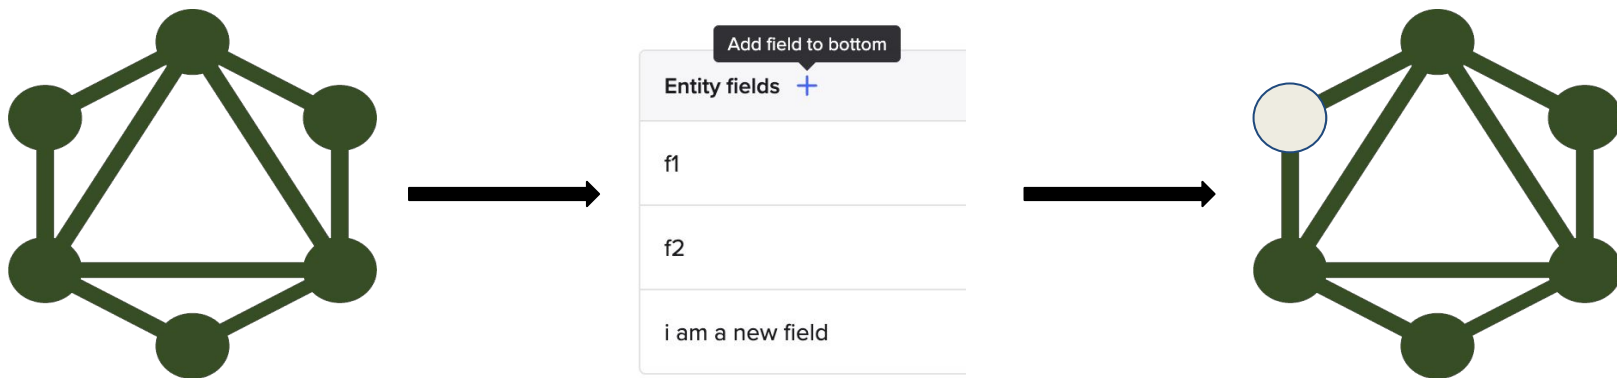 Add field to bottom
Entity fields +
f1
f2
i am a new field